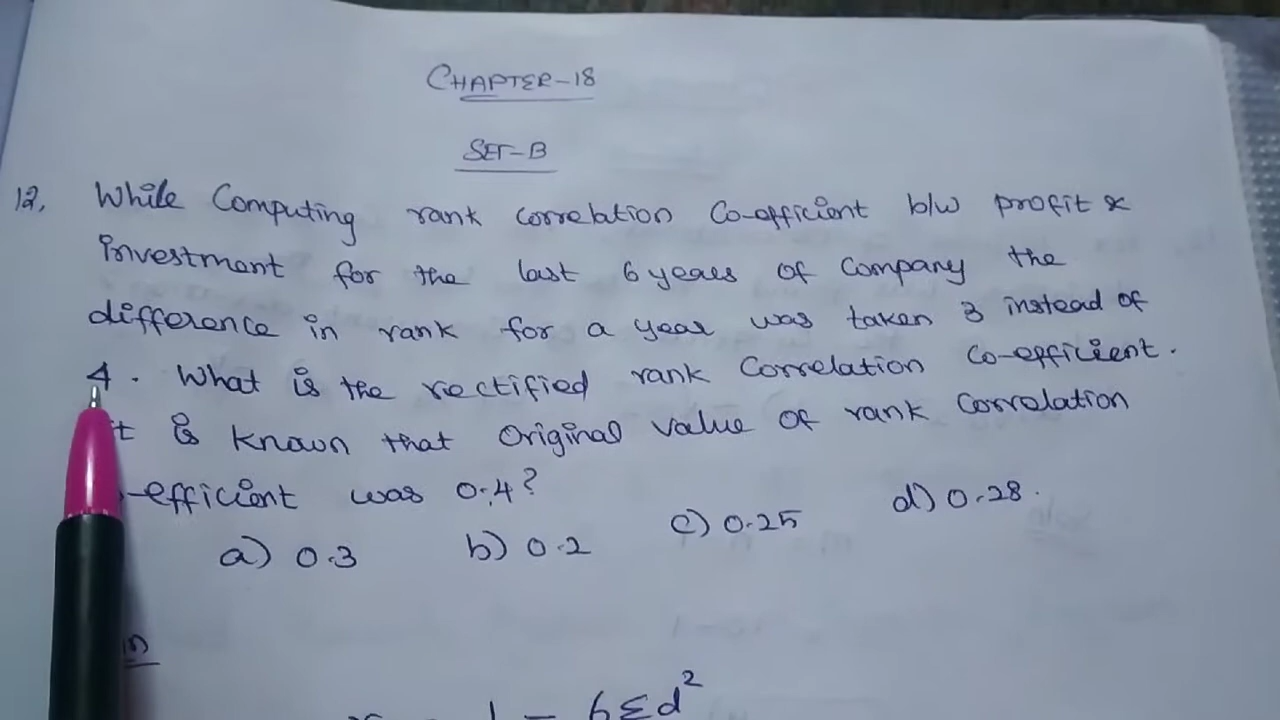 CHAPTER-18
SET-B
12, While Computing rank correlation Co-efficient b/w profit &
investment for the last 6 years of Company the
difference in rank for a year was taken 3 instead of
4. What is the rectified rank Correlation Co-efficient.
is known that Original value of rank Correlation
-efficient was 0.4?
a) 0.3 b) 0.2 c) 0.25 d) 0.28.
1 - 6Σd²